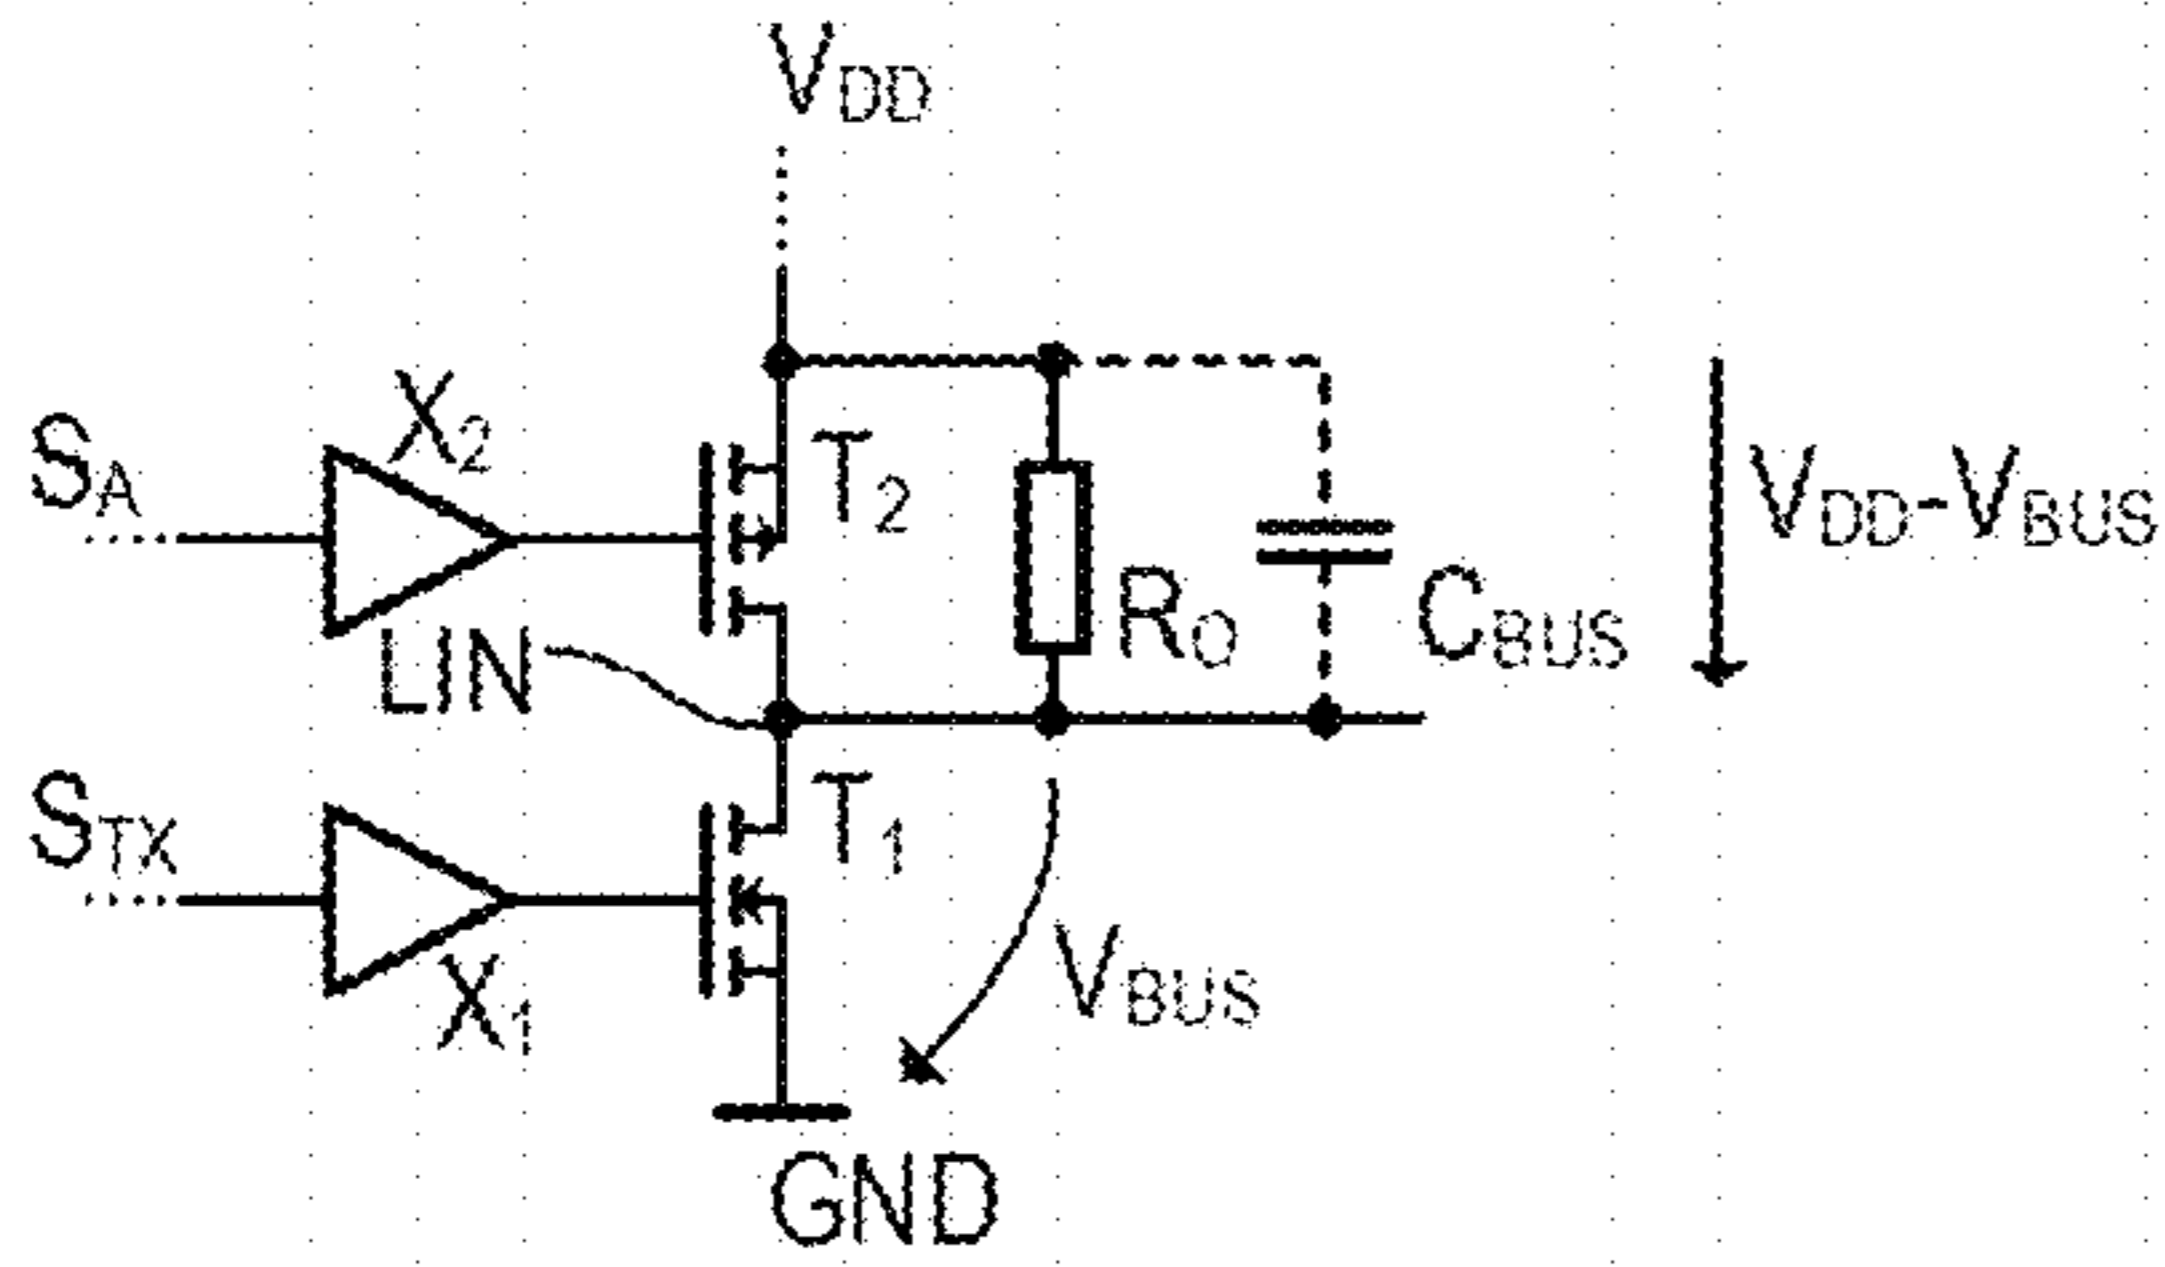 VDD
X2
SA
T2
VDD-VBUS
RO
CBUS
LIN
STX
T1
VBUS
X1
GND